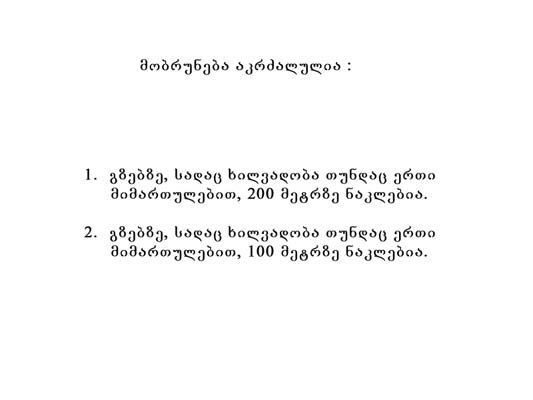 მობრუნება აკრძალულია :
1. გზებზე, სადაც ხილვადობა თუნდაც ერთი
მიმართულებით, 200 მეტრზე ნაკლებია.
2. გზებზე, სადაც ხილვადობა თუნდაც ერთი
მიმართულებით, 100 მეტრზე ნაკლებია.